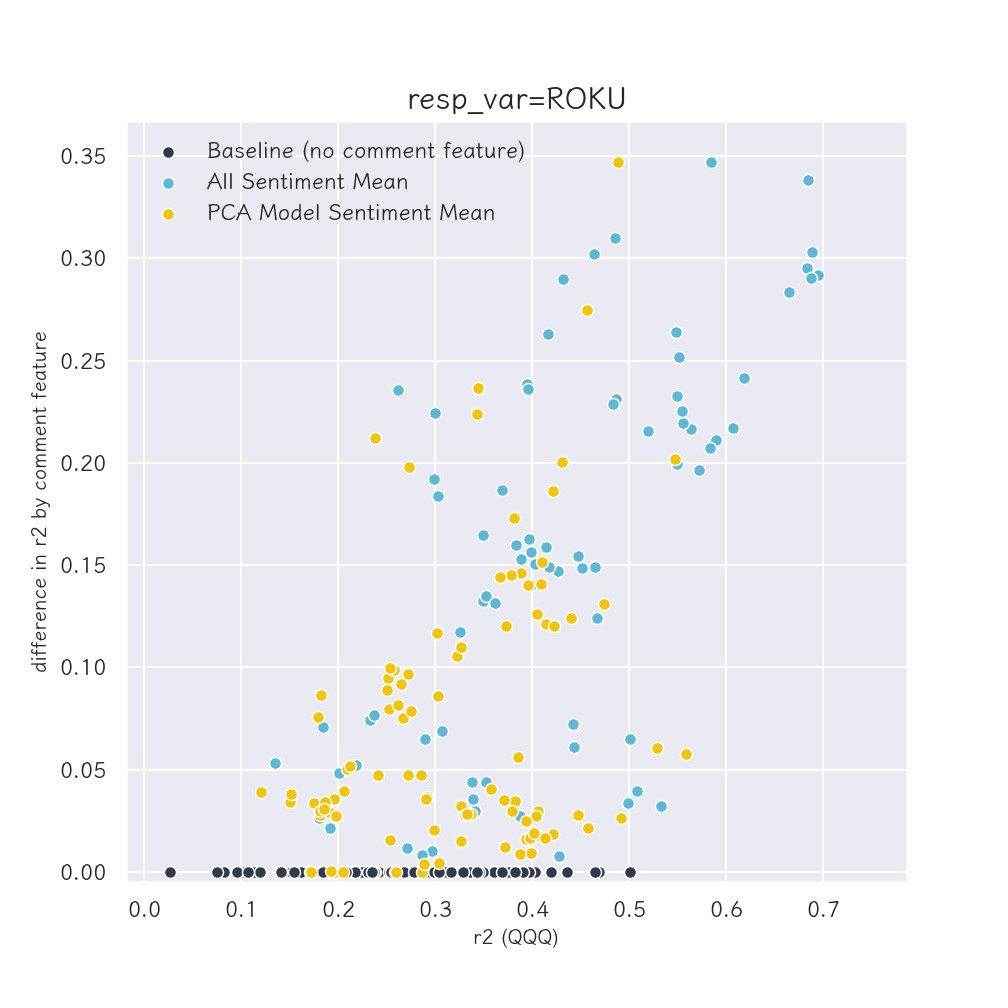 resp_var=ROKU
Baseline (no comment feature)
All Sentiment Mean
PCA Model Sentiment Mean
0.35
0.30
0.25
0.20
0.15
0.10
0.05
0.00
difference in r2 by comment feature
0.0 0.1 0.2 0.3 0.4 0.5 0.6 0.7
r2 (QQQ)